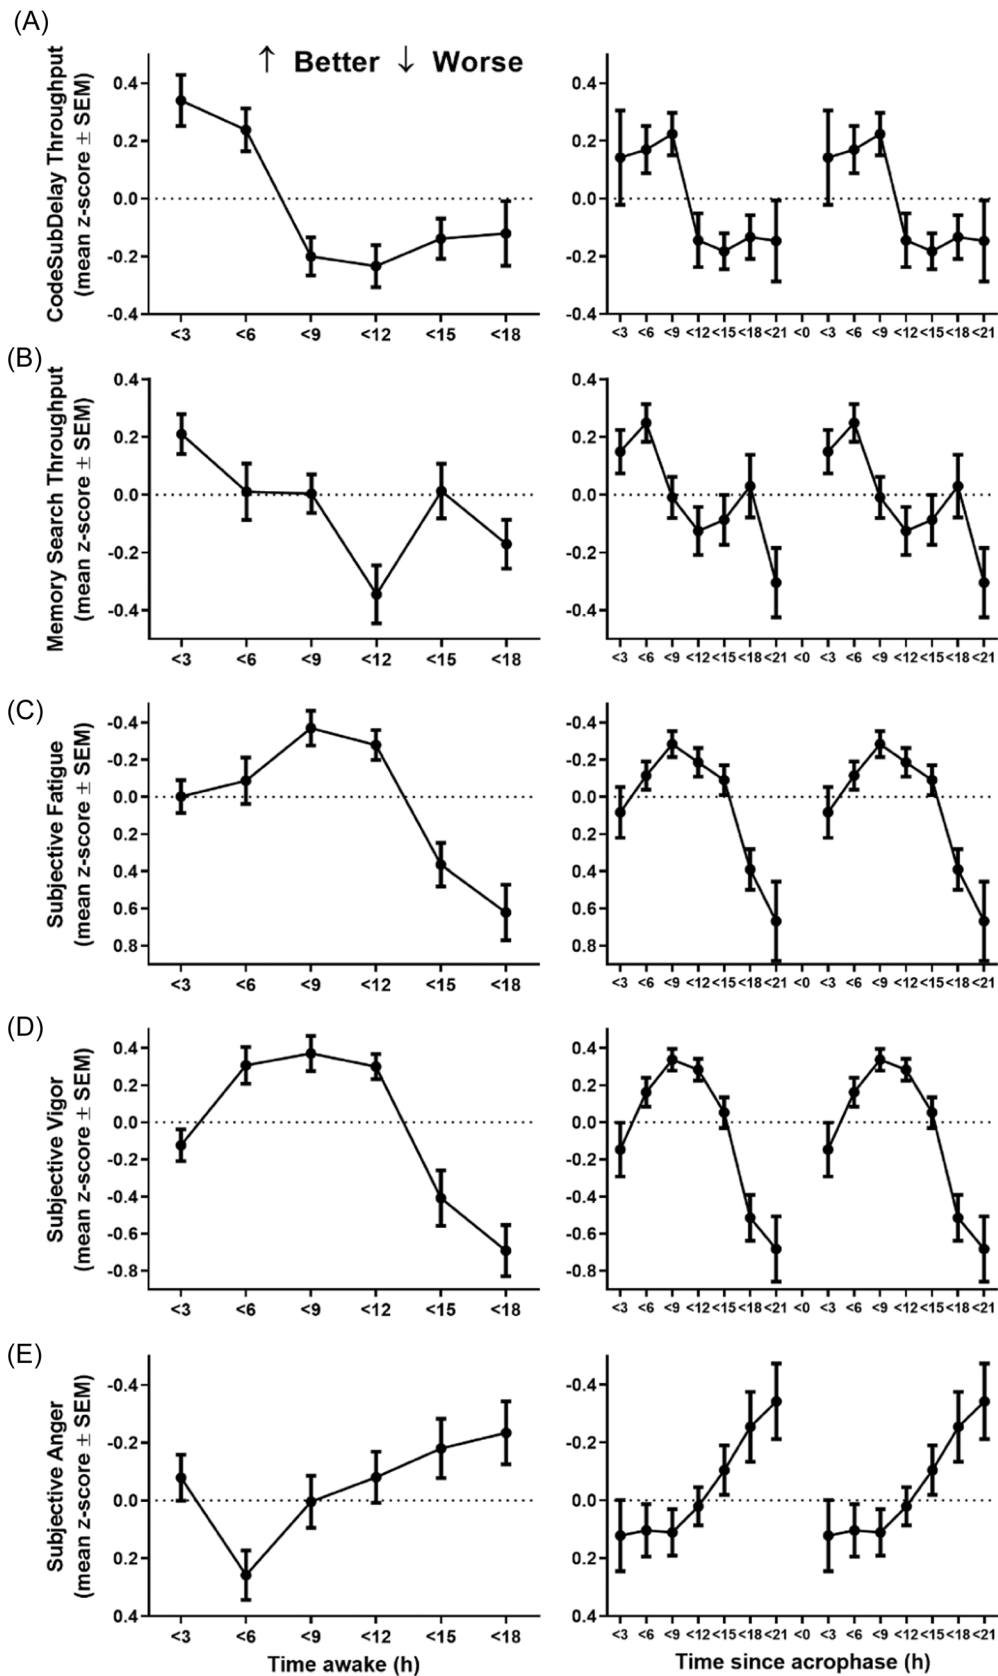 (A)
↑ Better ↓ Worse
CodeSubDelay Throughput
(mean z-score ± SEM)
0.4
0.2
0.0
-0.2
-0.4
<3 <6 <9 <12 <15 <18
0.4
0.2
0.0
-0.2
-0.4
<3 <6 <9 <12 <15 <18 <21 <0 <3 <6 <9 <12 <15 <18 <21
(B)
Memory Search Throughput
(mean z-score ± SEM)
0.4
0.2
0.0
-0.2
-0.4
<3 <6 <9 <12 <15 <18
0.4
0.2
0.0
-0.2
-0.4
<3 <6 <9 <12 <15 <18 <21 <0 <3 <6 <9 <12 <15 <18 <21
(C)
Subjective Fatigue
(mean z-score ± SEM)
-0.4
-0.2
0.0
0.2
0.4
0.6
0.8
<3 <6 <9 <12 <15 <18
-0.4
-0.2
0.0
0.2
0.4
0.6
0.8
<3 <6 <9 <12 <15 <18 <21 <0 <3 <6 <9 <12 <15 <18 <21
(D)
Subjective Vigor
(mean z-score ± SEM)
0.4
0.2
0.0
-0.2
-0.4
-0.6
-0.8
<3 <6 <9 <12 <15 <18
0.4
0.2
0.0
-0.2
-0.4
-0.6
-0.8
<3 <6 <9 <12 <15 <18 <21 <0 <3 <6 <9 <12 <15 <18 <21
(E)
Subjective Anger
(mean z-score ± SEM)
-0.4
-0.2
0.0
0.2
0.4
<3 <6 <9 <12 <15 <18
Time awake (h)
-0.4
-0.2
0.0
0.2
0.4
<3 <6 <9 <12 <15 <18 <21 <0 <3 <6 <9 <12 <15 <18 <21
Time since acrophase (h)